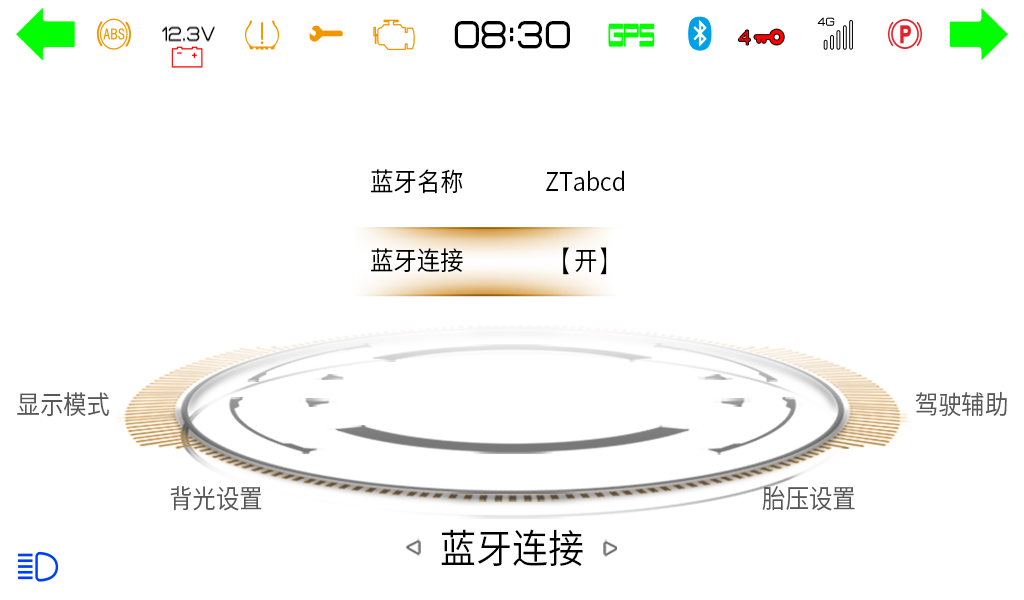 ABS 12.3V 08:30 GPS 4 4G P
蓝牙名称 ZTabcd
蓝牙连接 【开】
显示模式 驾驶辅助
背光设置 胎压设置
蓝牙连接